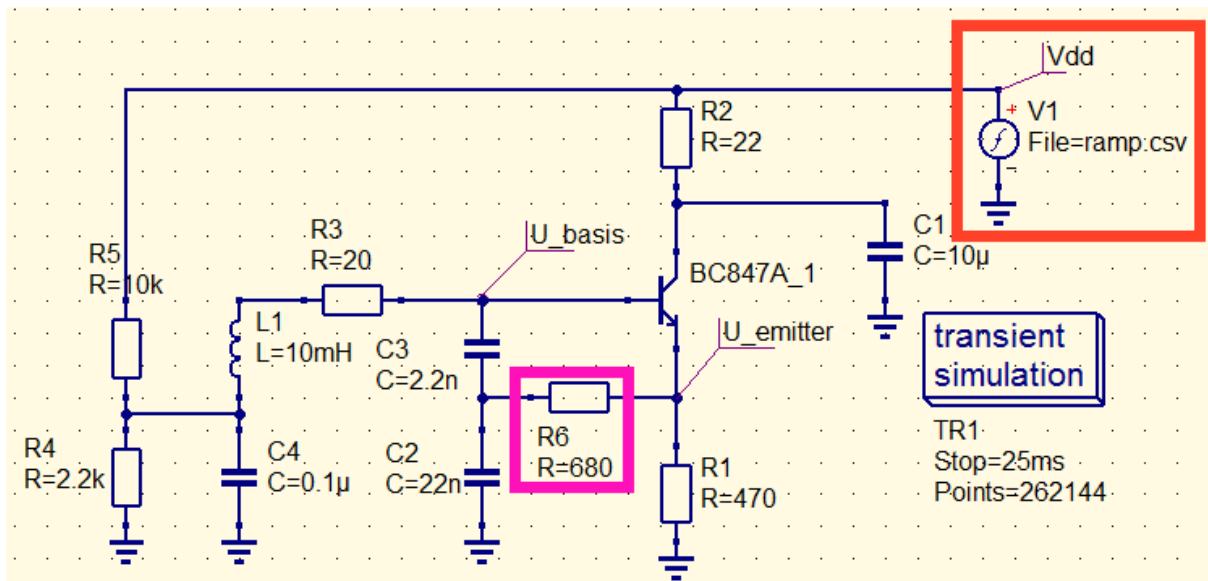 Vdd
V1
File=ramp.csv
R2
R=22
C1
C=10µ
R3
R=20
U_basis
R5
R=10k
BC847A_1
L1
L=10mH
C3
C=2.2n
U_emitter
transient
simulation
R4
R=2.2k
C4
C=0.1µ
C2
C=22n
R6
R=680
R1
R=470
TR1
Stop=25ms
Points=262144